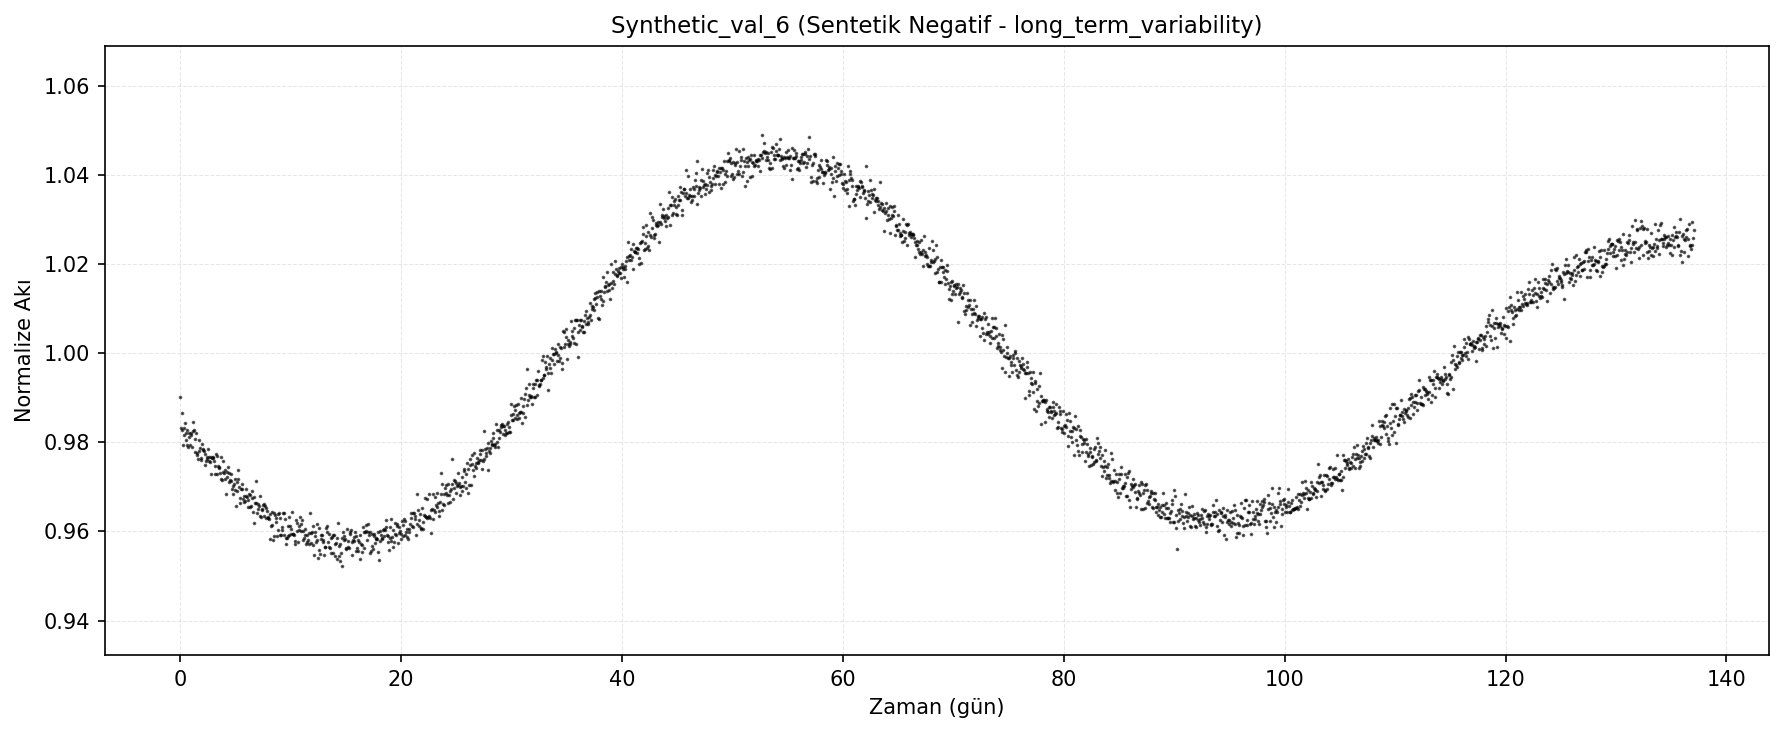 Synthetic_val_6 (Sentetik Negatif - long_term_variability)
1.06
1.04
1.02
1.00
0.98
0.96
0.94
Normalize Akı
0 20 40 60 80 100 120 140
Zaman (gün)